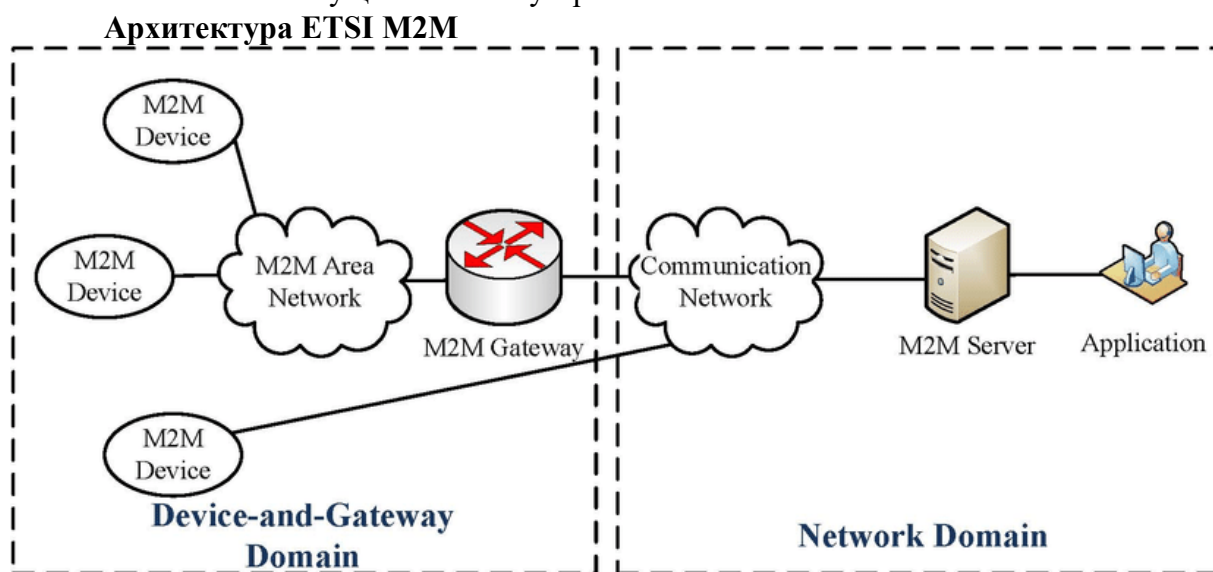 Архитектура ETSI M2M
M2M
Device
M2M
Device
M2M Area
Network
M2M Gateway
Communication
Network
M2M Server
Application
M2M
Device
Device-and-Gateway
Domain
Network Domain